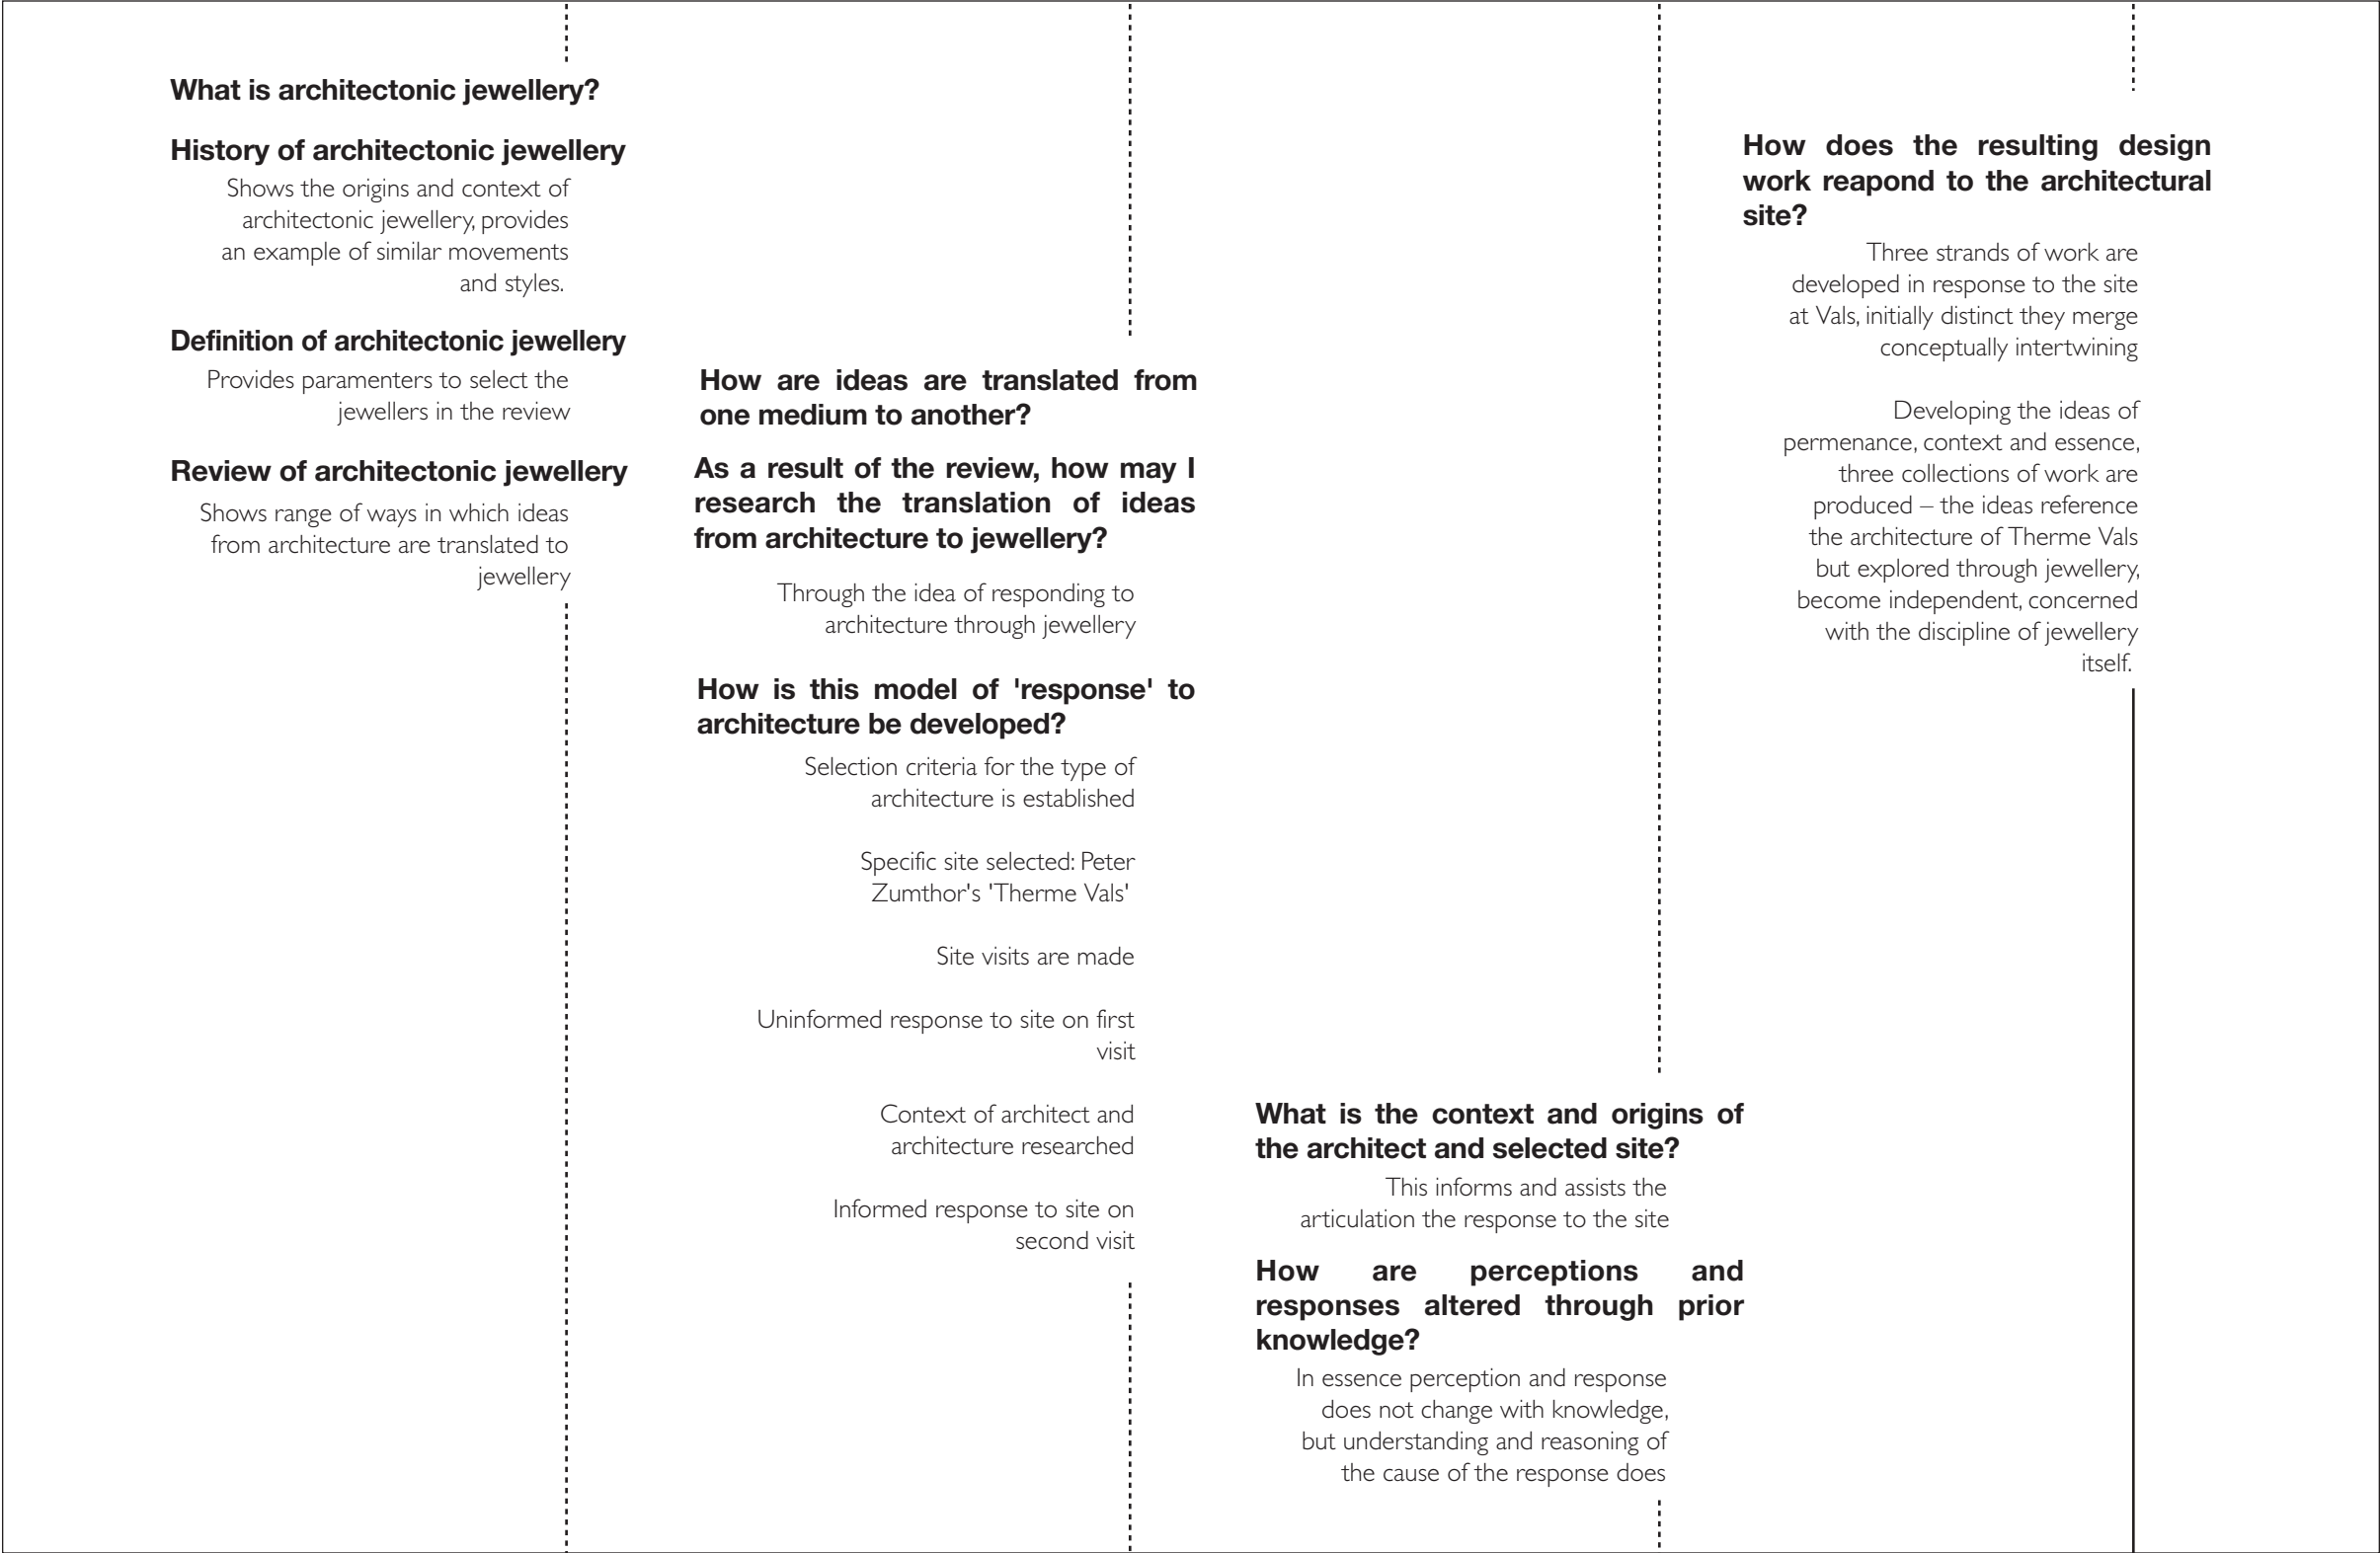 What is architectonic jewellery?
History of architectonic jewellery
Shows the origins and context of
architectonic jewellery, provides
an example of similar movements
and styles.
Definition of architectonic jewellery
Provides paramenters to select the
jewellers in the review
Review of architectonic jewellery
Shows range of ways in which ideas
from architecture are translated to
jewellery
How are ideas are translated from
one medium to another?
As a result of the review, how may I
research the translation of ideas
from architecture to jewellery?
Through the idea of responding to
architecture through jewellery
How is this model of 'response' to
architecture be developed?
Selection criteria for the type of
architecture is established
Specific site selected: Peter
Zumthor's 'Therme Vals'
Site visits are made
Uninformed response to site on first
visit
Context of architect and
architecture researched
Informed response to site on
second visit
What is the context and origins of
the architect and selected site?
This informs and assists the
articulation the response to the site
How are perceptions and
responses altered through prior
knowledge?
In essence perception and response
does not change with knowledge,
but understanding and reasoning of
the cause of the response does
How does the resulting design
work reapond to the architectural
site?
Three strands of work are
developed in response to the site
at Vals, initially distinct they merge
conceptually intertwining
Developing the ideas of
permenance, context and essence,
three collections of work are
produced – the ideas reference
the architecture of Therme Vals
but explored through jewellery,
become independent, concerned
with the discipline of jewellery
itself.